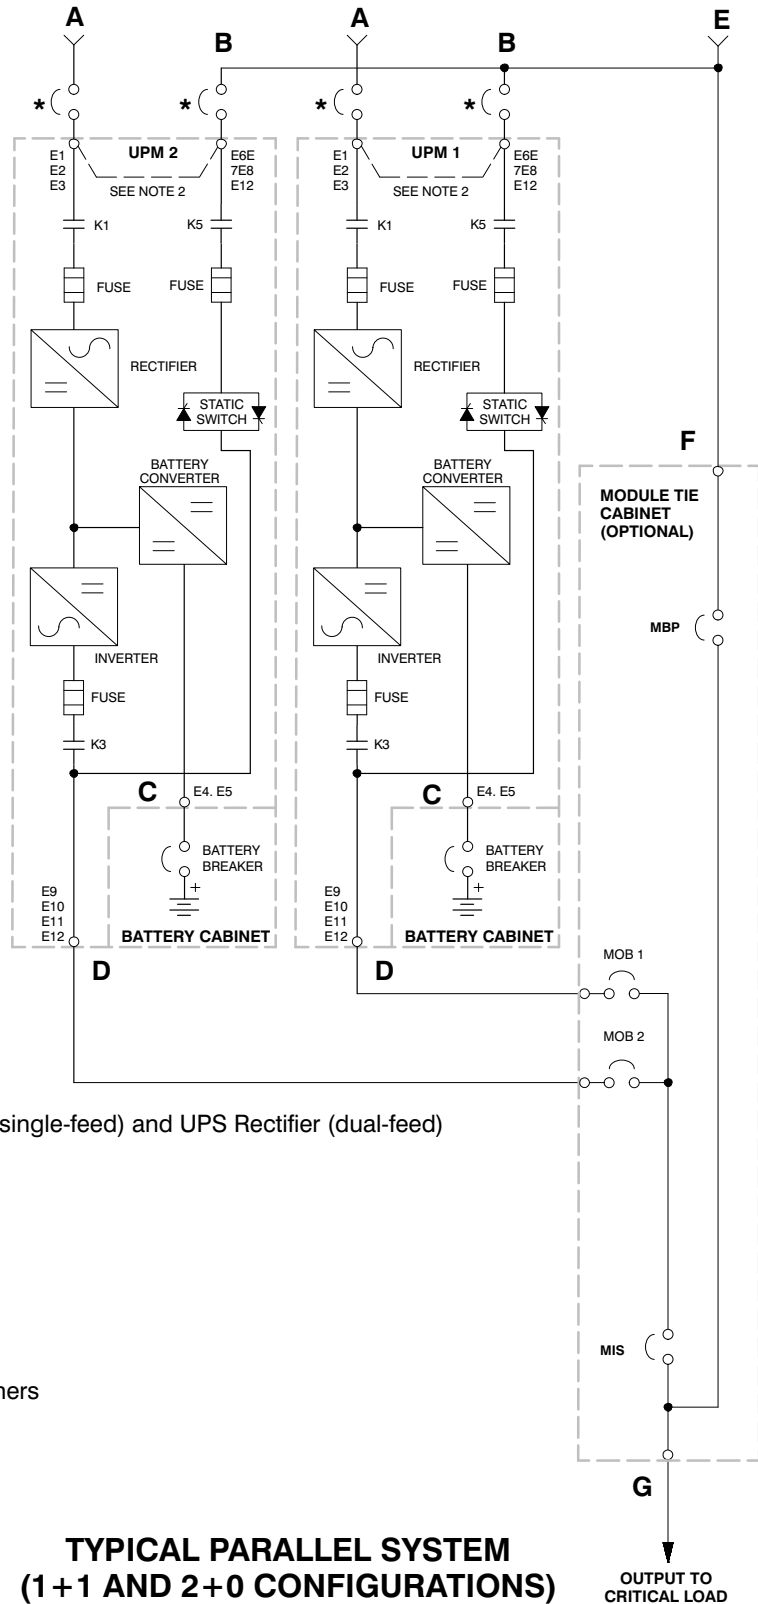 A
B
A
B
E
*
*
*
*
E1
E2
E3
UPM 2
E6E
7E8
E12
SEE NOTE 2
E1
E2
E3
UPM 1
E6E
7E8
E12
SEE NOTE 2
K1
K5
K1
K5
FUSE
FUSE
FUSE
FUSE
RECTIFIER
RECTIFIER
STATIC
SWITCH
STATIC
SWITCH
F
BATTERY
CONVERTER
BATTERY
CONVERTER
MODULE TIE
CABINET
(OPTIONAL)
MBP
INVERTER
INVERTER
FUSE
FUSE
K3
K3
C
E4. E5
C
E4. E5
BATTERY
BREAKER
+
BATTERY
BREAKER
+
E9
E10
E11
E12
BATTERY CABINET
E9
E10
E11
E12
BATTERY CABINET
D
D
MOB 1
MOB 2
single-feed) and UPS Rectifier (dual-feed)
MIS
ners
G
TYPICAL PARALLEL SYSTEM
(1+1 AND 2+0 CONFIGURATIONS)
OUTPUT TO
CRITICAL LOAD